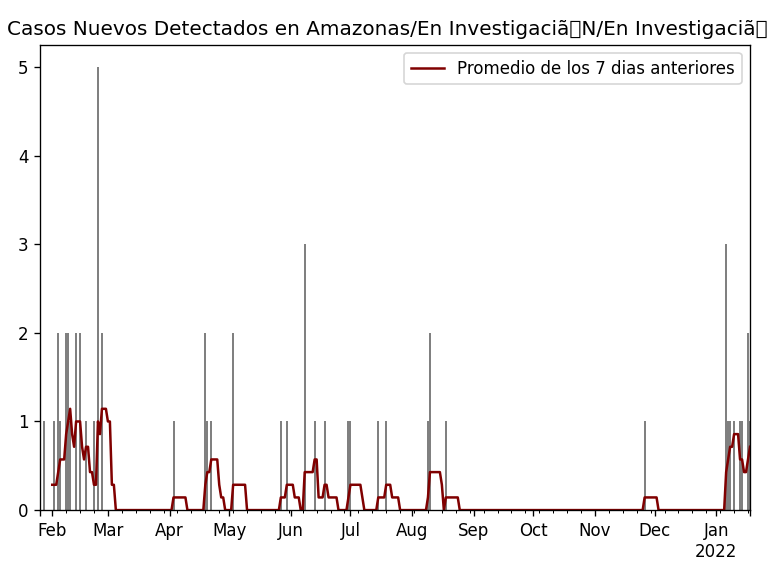 Casos Nuevos Detectados en Amazonas/En Investigaciã▯N/En Investigaciã▯
Promedio de los 7 dias anteriores
5
4
3
2
1
0
Feb Mar Apr May Jun Jul Aug Sep Oct Nov Dec Jan
2022